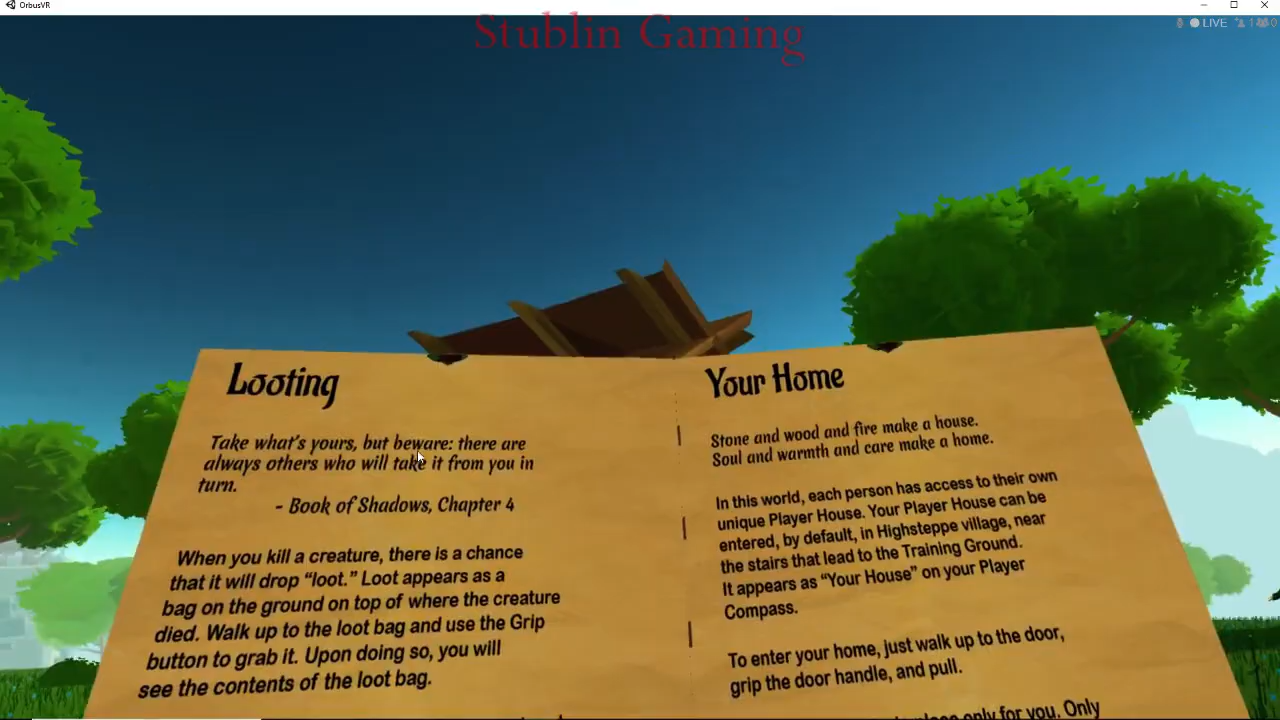 OrbusVR
Stublin Gaming
LIVE
Looting
Take what's yours, but beware: there are
always others who will take it from you in
turn.
- Book of Shadows, Chapter 4
When you kill a creature, there is a chance
that it will drop “loot.” Loot appears as a
bag on the ground on top of where the creature
died. Walk up to the loot bag and use the Grip
button to grab it. Upon doing so, you will
see the contents of the loot bag.
Your Home
Stone and wood and fire make a house.
Soul and warmth and care make a home.
In this world, each person has access to their own
unique Player House. Your Player House can be
entered, by default, in Highsteppe village, near
the stairs that lead to the Training Ground.
It appears as “Your House” on your Player
Compass.
To enter your home, just walk up to the door,
grip the door handle, and pull.
only for you. Only